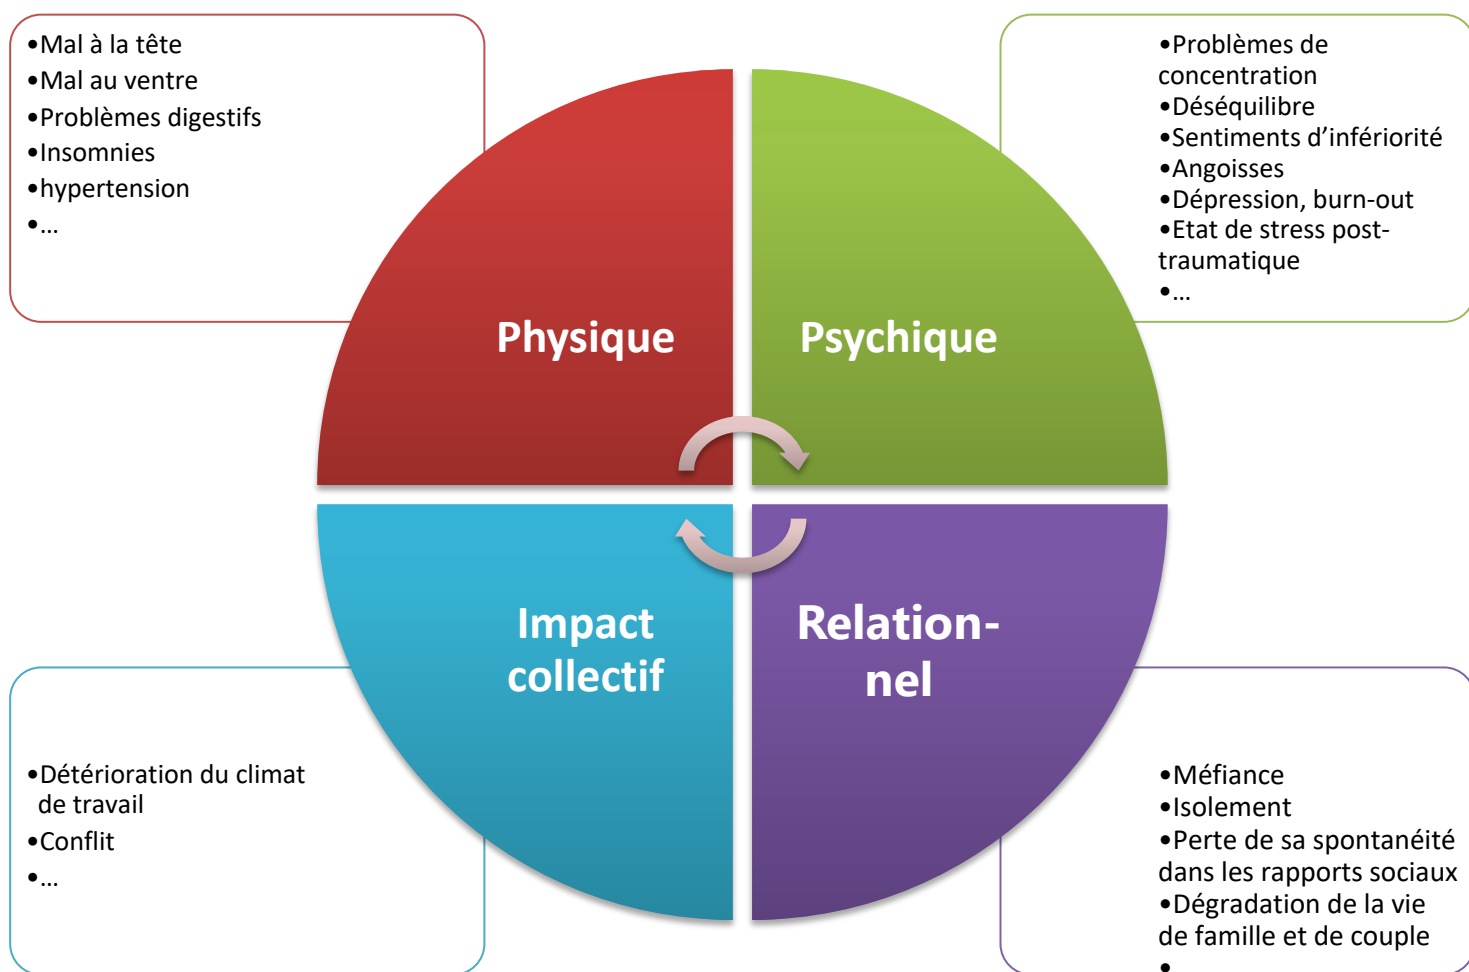 •Mal à la tête
•Mal au ventre
•Problèmes digestifs
•Insomnies
•hypertension
•...
•Problèmes de
concentration
•Déséquilibre
•Sentiments d’infériorité
•Angoisses
•Dépression, burn-out
•Etat de stress post-
traumatique
•...
Physique
Psychique
Impact
collectif
Relation-
nel
•Détérioration du climat
de travail
•Conflit
•...
•Méfiance
•Isolement
•Perte de sa spontanéité
dans les rapports sociaux
•Dégradation de la vie
de famille et de couple
•